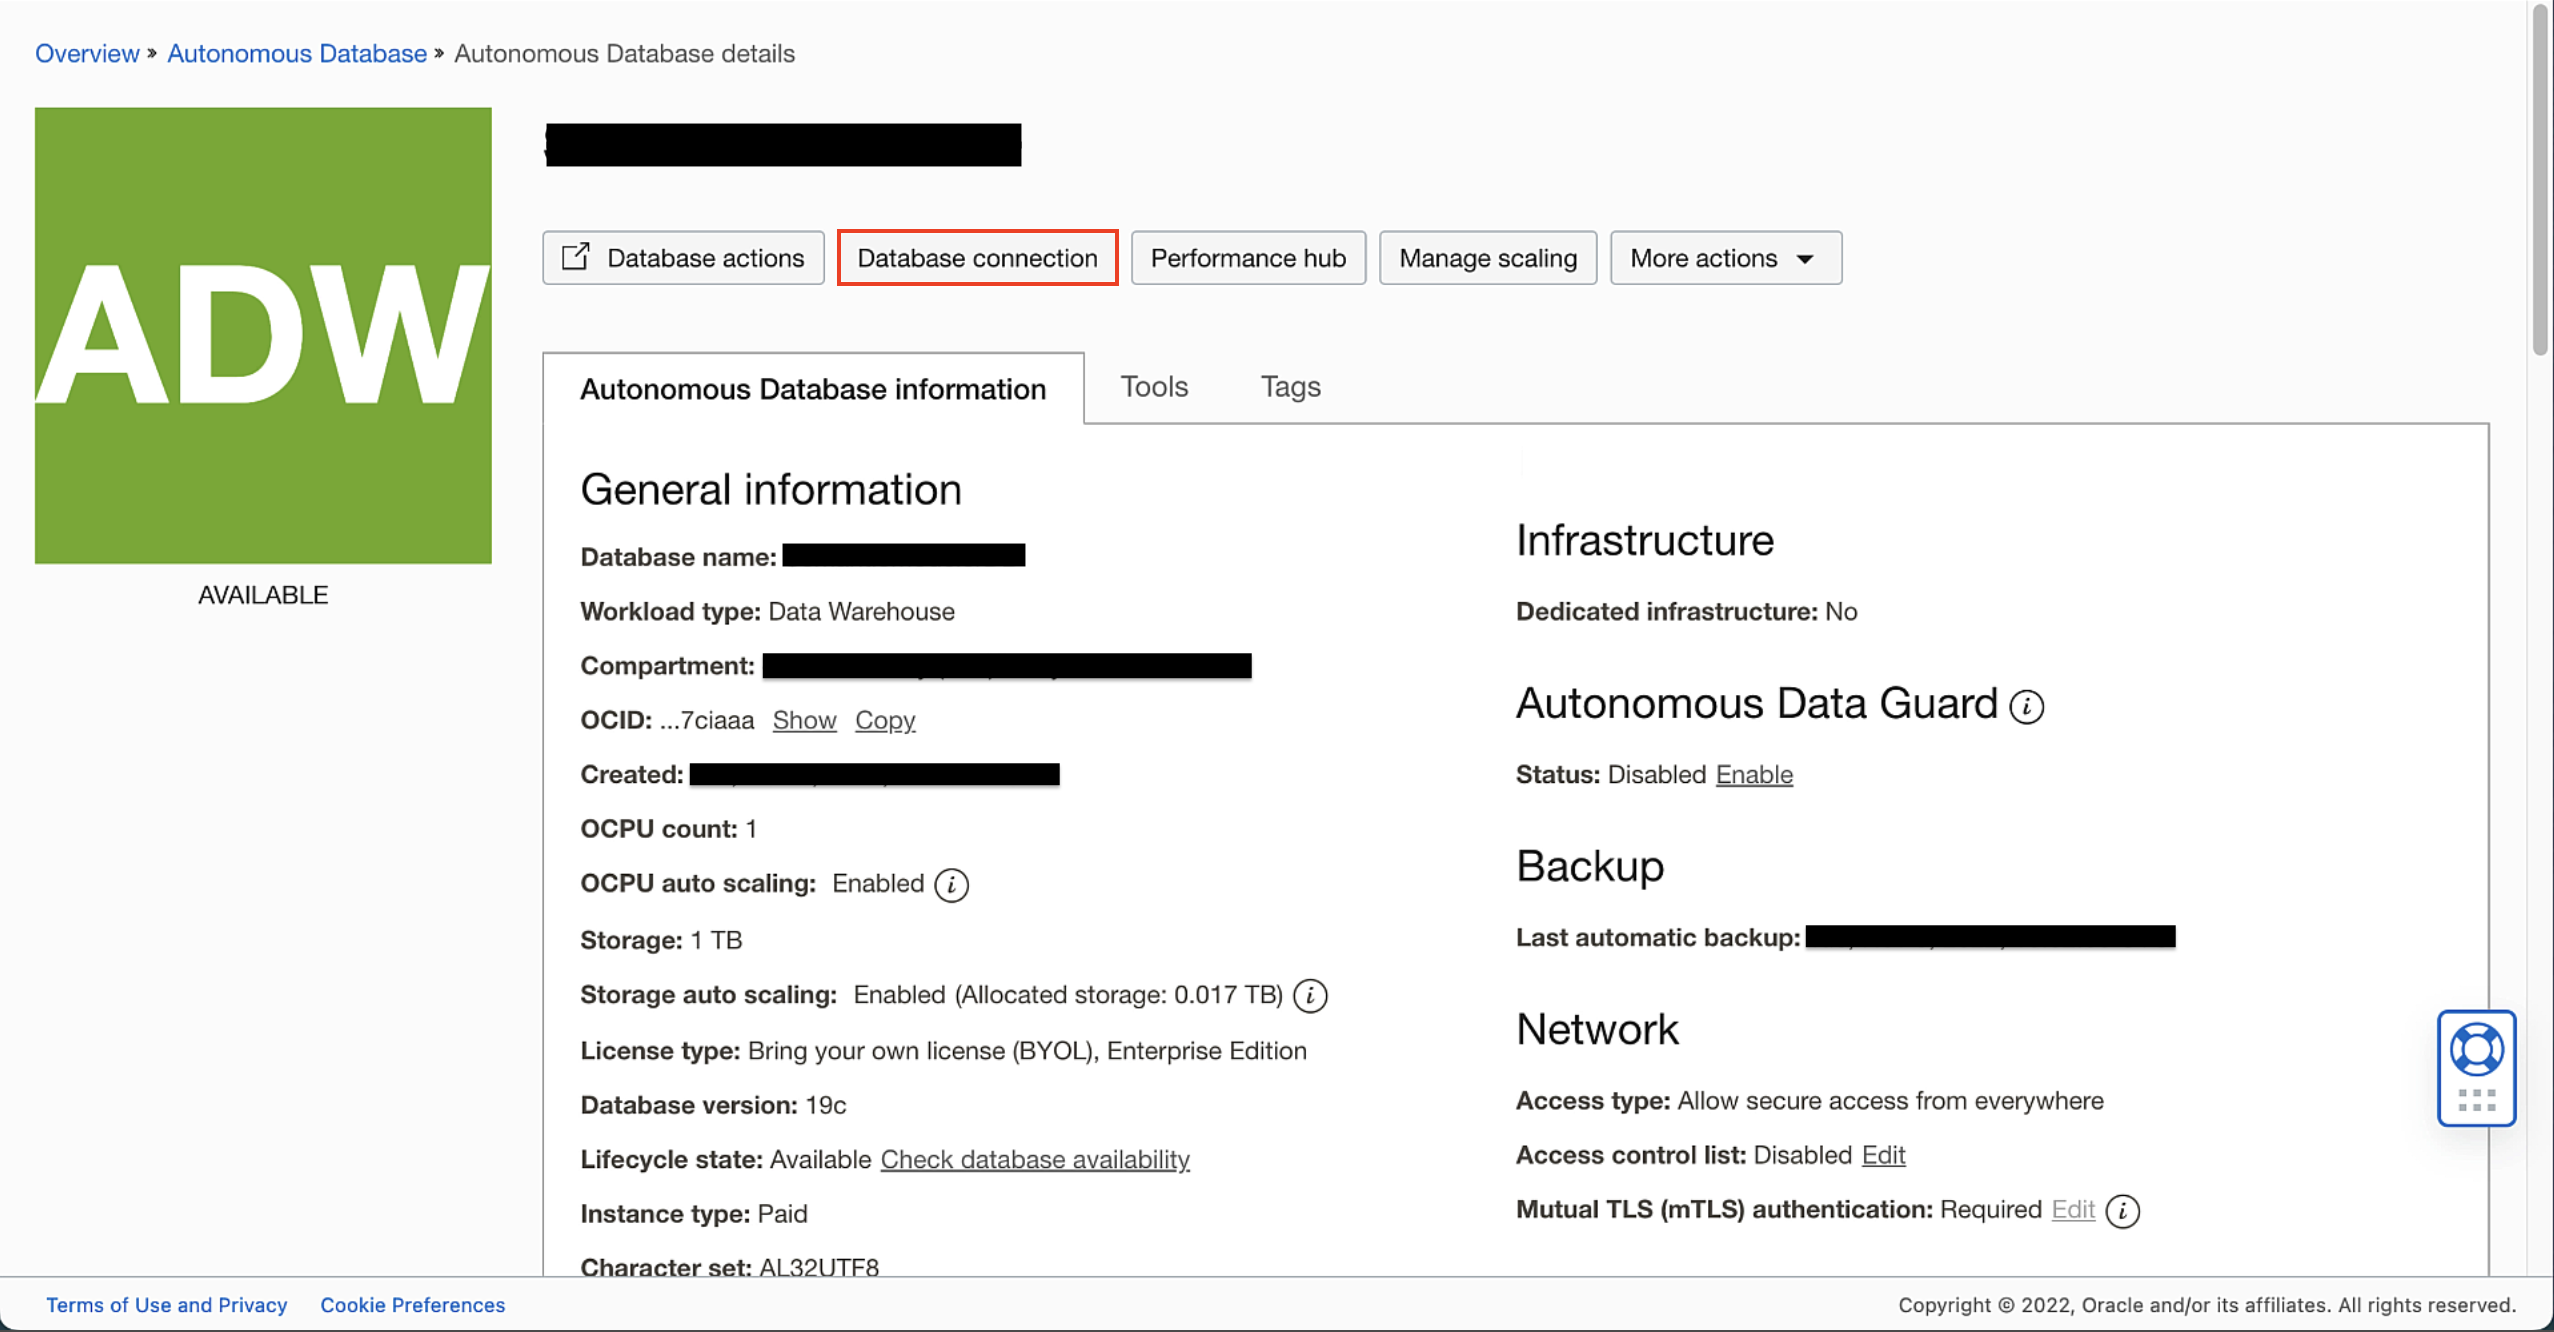 Overview » Autonomous Database » Autonomous Database details
ADW
AVAILABLE
Database actions Database connection Performance hub Manage scaling More actions
Autonomous Database information Tools Tags
General information
Database name:
Workload type: Data Warehouse
Compartment:
OCID: ...7ciaaa Show Copy
Created:
OCPU count: 1
OCPU auto scaling: Enabled
Storage: 1 TB
Storage auto scaling: Enabled (Allocated storage: 0.017 TB)
License type: Bring your own license (BYOL), Enterprise Edition
Database version: 19c
Lifecycle state: Available Check database availability
Instance type: Paid
Character set: AL32UTF8
Infrastructure
Dedicated infrastructure: No
Autonomous Data Guard
Status: Disabled Enable
Backup
Last automatic backup:
Network
Access type: Allow secure access from everywhere
Access control list: Disabled Edit
Mutual TLS (mTLS) authentication: Required Edit
Terms of Use and Privacy Cookie Preferences
Copyright © 2022, Oracle and/or its affiliates. All rights reserved.